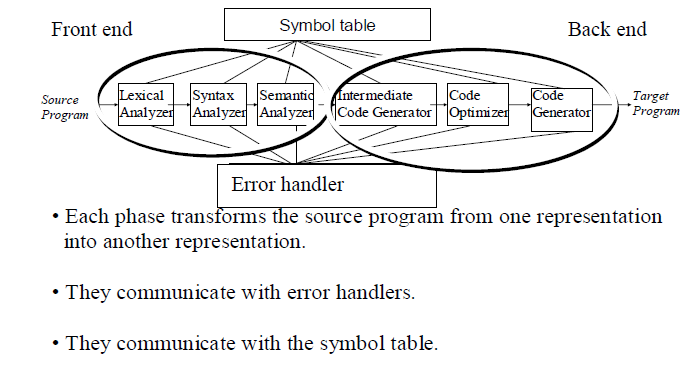 Front end
Symbol table
Back end
Source
Program
Lexical
Analyzer
Syntax
Analyzer
Semantic
Analyzer
Intermediate
Code Generator
Code
Optimizer
Code
Generator
Target
Program
Error handler
• Each phase transforms the source program from one representation
into another representation.
• They communicate with error handlers.
• They communicate with the symbol table.